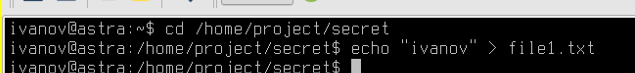 ivanov@astra:~$ cd /home/project/secret
ivanov@astra:/home/project/secret$ echo "ivanov" > file1.txt
ivanov@astra:/home/project/secret$